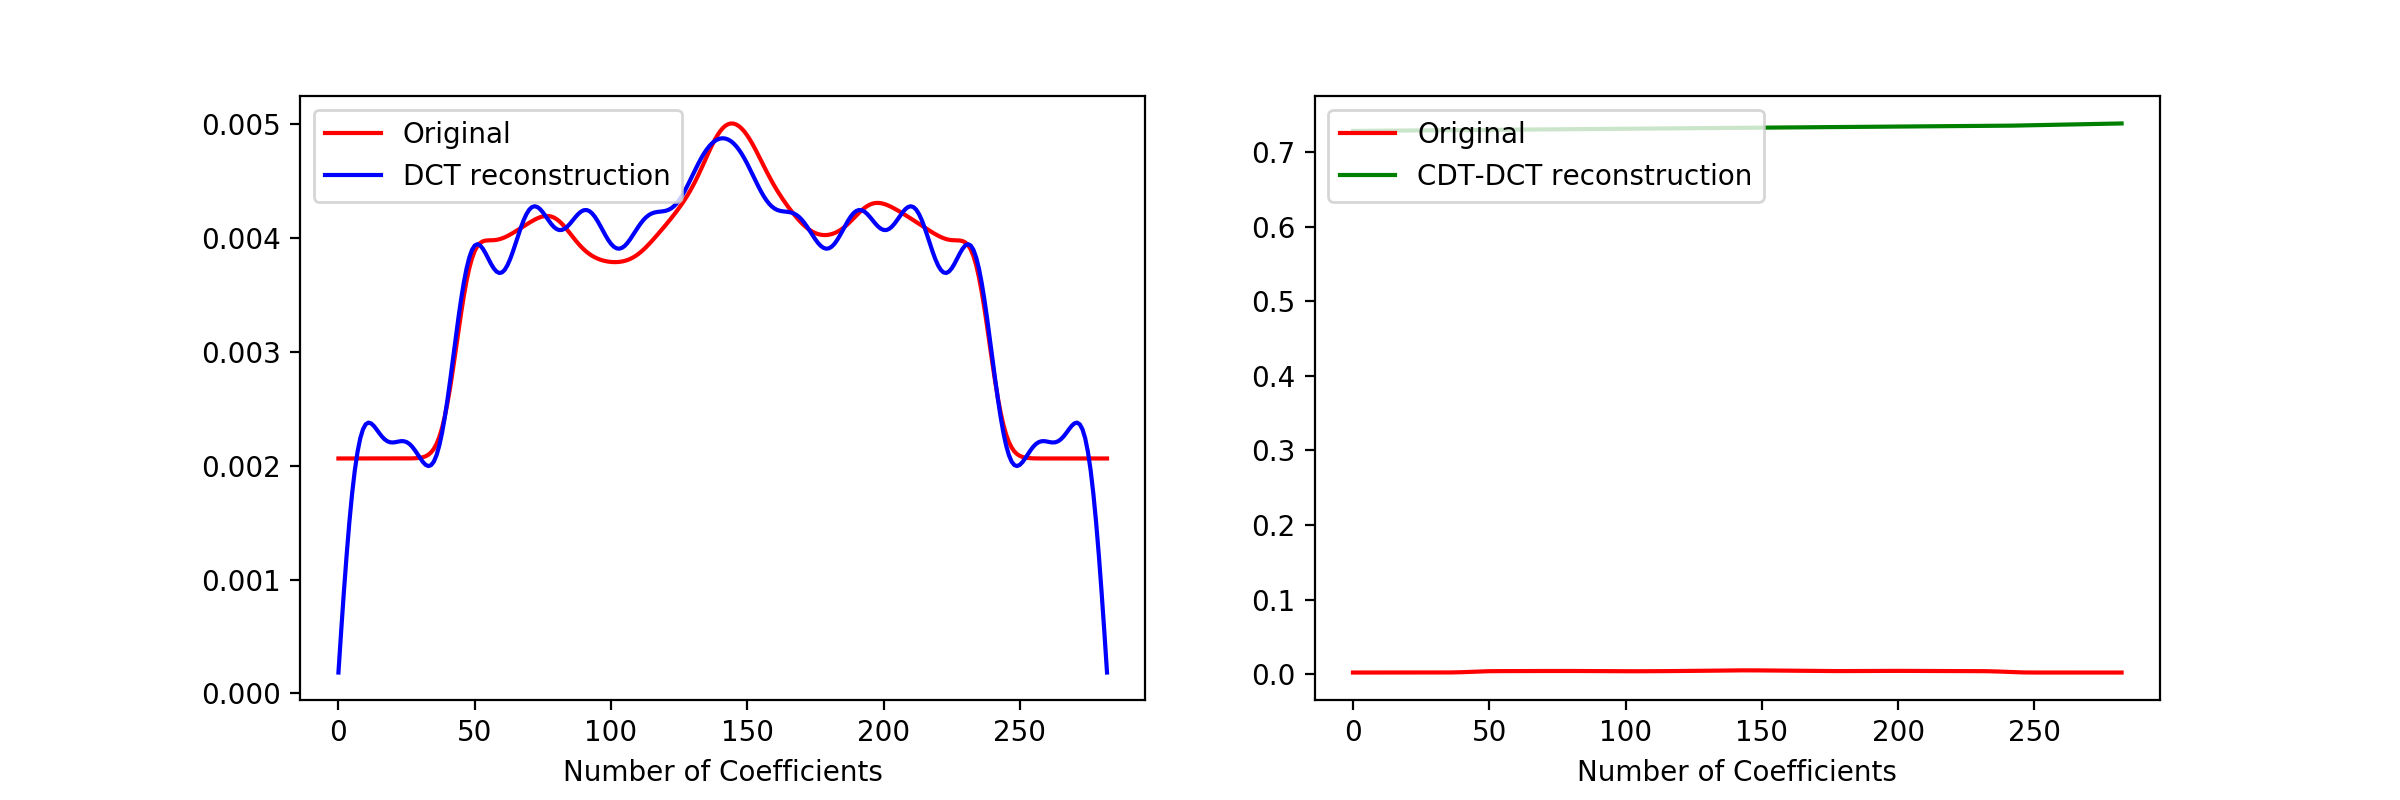 Original
DCT reconstruction
0.005
0.004
0.003
0.002
0.001
0.000
0 50 100 150 200 250
Number of Coefficients
Original
CDT-DCT reconstruction
0.7
0.6
0.5
0.4
0.3
0.2
0.1
0.0
0 50 100 150 200 250
Number of Coefficients